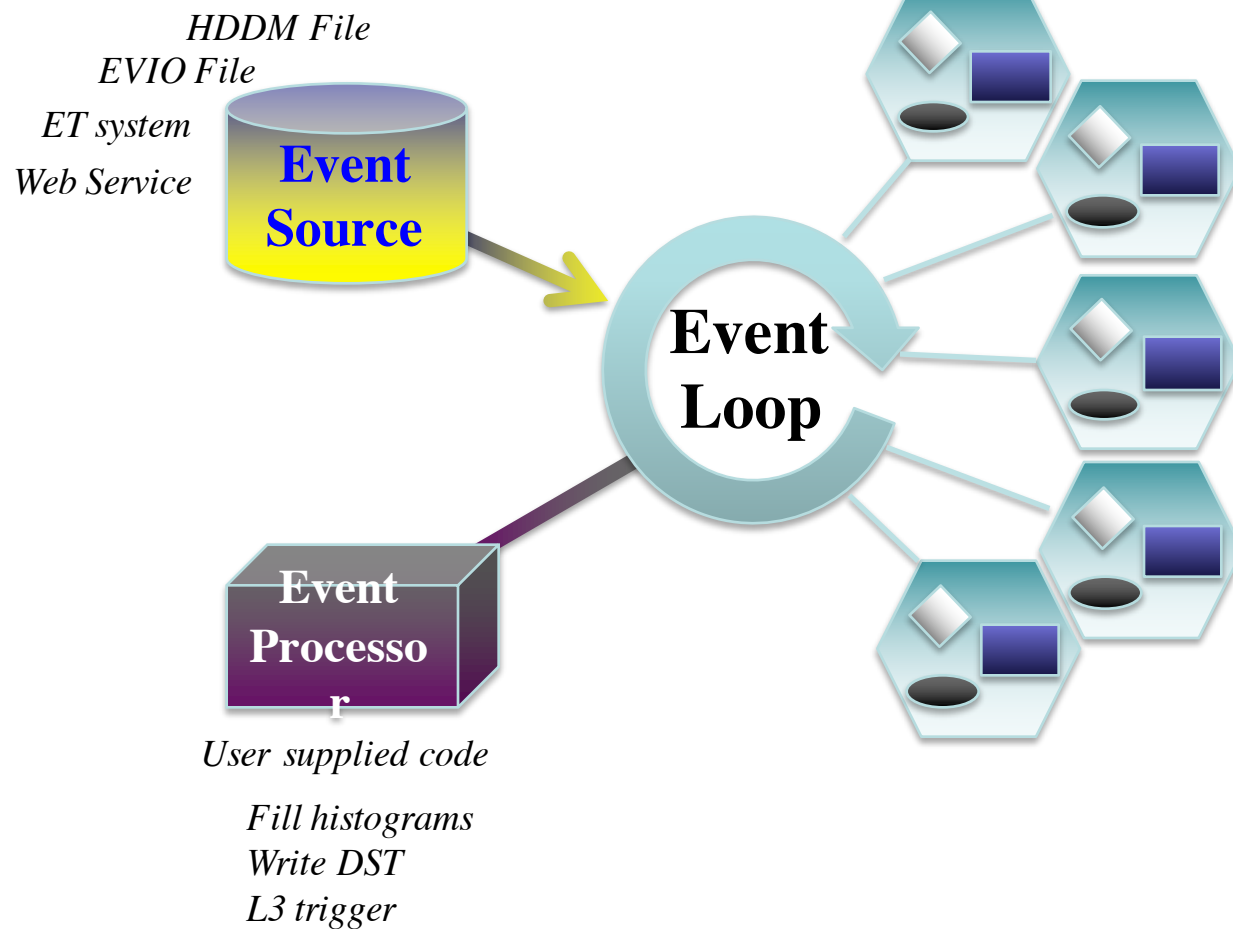 HDDM File
EVIO File
ET system
Web Service
Event
Source
Event
Loop
Event
Processo
r
User supplied code
Fill histograms
Write DST
L3 trigger